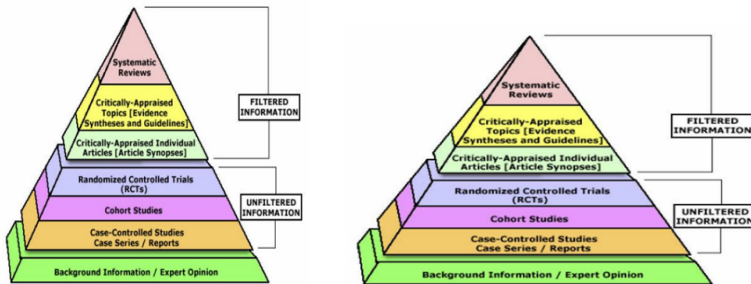 Systematic
Reviews
Critically-Appraised
Topics [Evidence
Syntheses and Guidelines]
Critically-Appraised Individual
Articles [Article Synopses]
Randomized Controlled Trials
(RCTs)
Cohort Studies
Case-Controlled Studies
Case Series / Reports
Background Information / Expert Opinion
FILTERED
INFORMATION
UNFILTERED
INFORMATION
Systematic
Reviews
Critically-Appraised
Topics [Evidence
Syntheses and Guidelines]
Critically-Appraised Individual
Articles [Article Synopses]
Randomized Controlled Trials
(RCTs)
Cohort Studies
Case-Controlled Studies
Case Series / Reports
Background Information / Expert Opinion
FILTERED
INFORMATION
UNFILTERED
INFORMATION